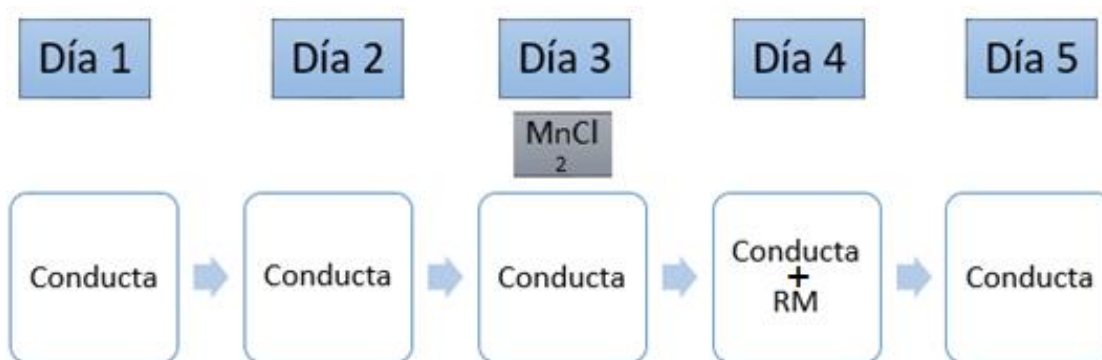 Día 1
Día 2
Día 3
Día 4
Día 5
MnCl
2
Conducta
Conducta
Conducta
Conducta
+
RM
Conducta